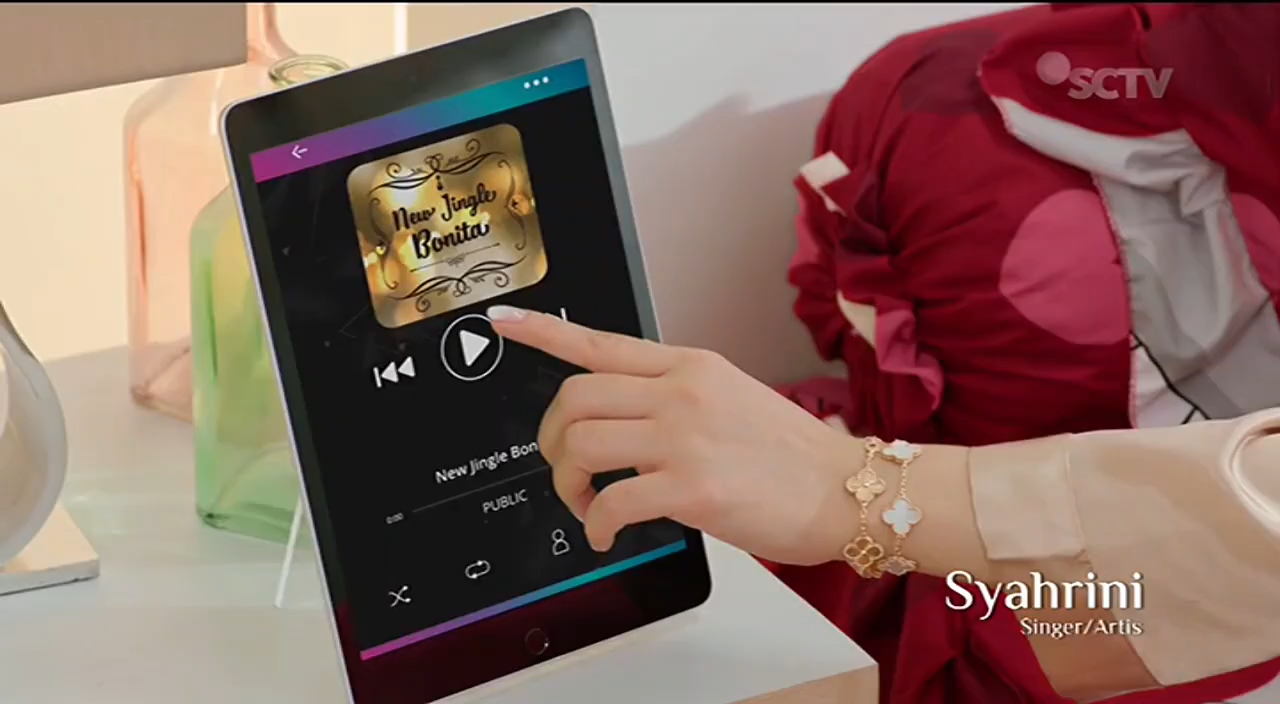 SCTV
New Jingle
Bonita
New Jingle Bon
0:00
PUBLIC
Syahrini
Singer/Artis